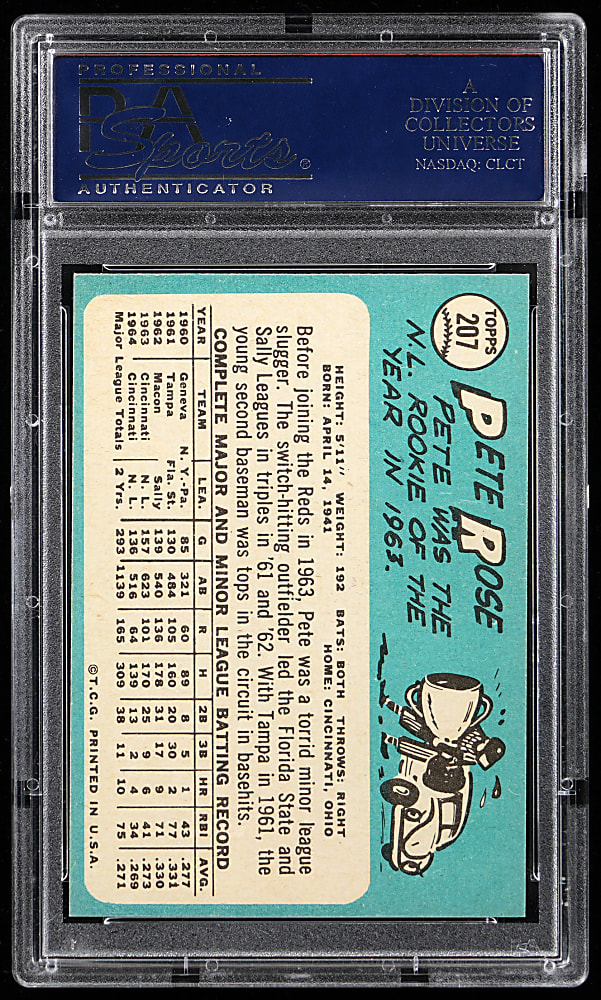 PROFESSIONAL
PSA
Sports®
AUTHENTICATOR
A
DIVISION OF
COLLECTORS
UNIVERSE
NASDAQ: CLCT
TOPPS
207
PETE ROSE
PETE WAS THE
N.L. ROOKIE OF THE
YEAR IN 1963.
HEIGHT: 5'11" WEIGHT: 192 BATS: BOTH THROWS: RIGHT
BORN: APRIL 14, 1941 HOME: CINCINNATI, OHIO
Before joining the Reds in 1963, Pete was a torrid minor league
slugger. The switch-hitting outfielder led the Florida State and
Sally Leagues in triples in '61 and '62. With Tampa in 1961, the
young second baseman was tops in the circuit in basehits.
COMPLETE MAJOR AND MINOR LEAGUE BATTING RECORD
YEAR TEAM LEA. G AB R H 2B 3B HR RBI AVG.
1960 Geneva N.Y.-Pa. 85 321 60 89 8 5 1 43 .277
1961 Tampa Fla. St. 130 484 105 160 20 30 2 77 .331
1962 Macon Sally 139 540 136 178 31 17 9 71 .330
1963 Cincinnati N. L. 157 623 101 170 25 9 6 41 .273
1964 Cincinnati N. L. 136 516 64 139 13 2 4 34 .269
Major League Totals 2 Yrs. 293 1139 165 309 38 11 10 75 .271
©T.C.G. PRINTED IN U.S.A.